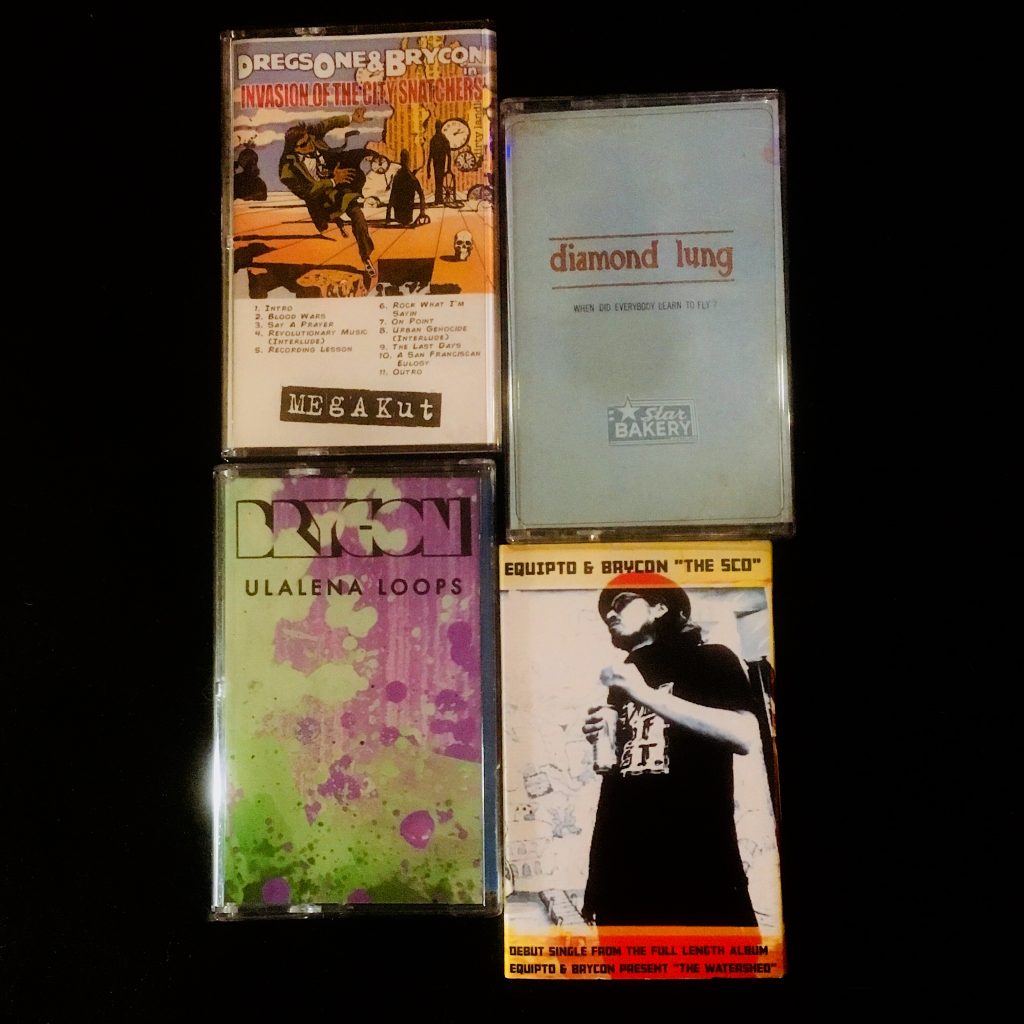 DREGSONE & BRYCON
in
INVASION OF THE CITY SNATCHERS
1. INTRO
2. BLOOD WARS
3. SAY A PRAYER
4. REVOLUTIONARY MUSIC
(INTERLUDE)
5. RECORDING LESSON
6. ROCK WHAT I'M
SAYIN
7. ON POINT
8. URBAN GENOCIDE
(INTERLUDE)
9. THE LAST DAYS
10. A SAN FRANCISCAN
EULOGY
11. OUTRO
MEgAKut
diamond lung
WHEN DID EVERYBODY LEARN TO FLY?
Star
BAKERY
BRYCON
ULALENA LOOPS
EQUIPTO & BRYCON "THE SCO"
DEBUT SINGLE FROM THE FULL LENGTH ALBUM
EQUIPTO & BRYCON PRESENT "THE WATERSHED"